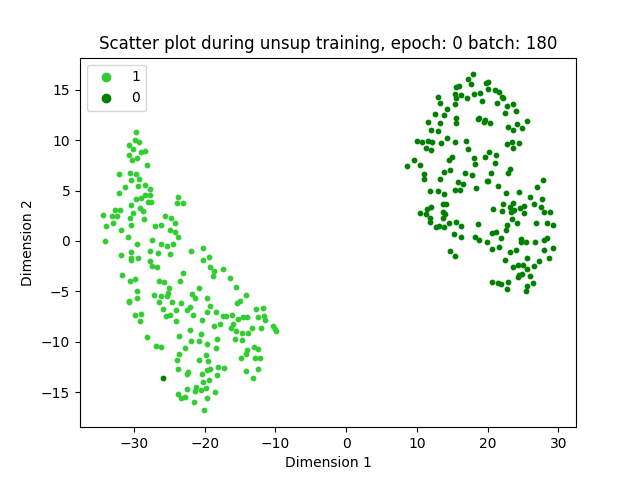 Scatter plot during unsup training, epoch: 0 batch: 180
1
0
15
10
5
0
−5
−10
−15
Dimension 2
−30 −20 −10 0 10 20 30
Dimension 1